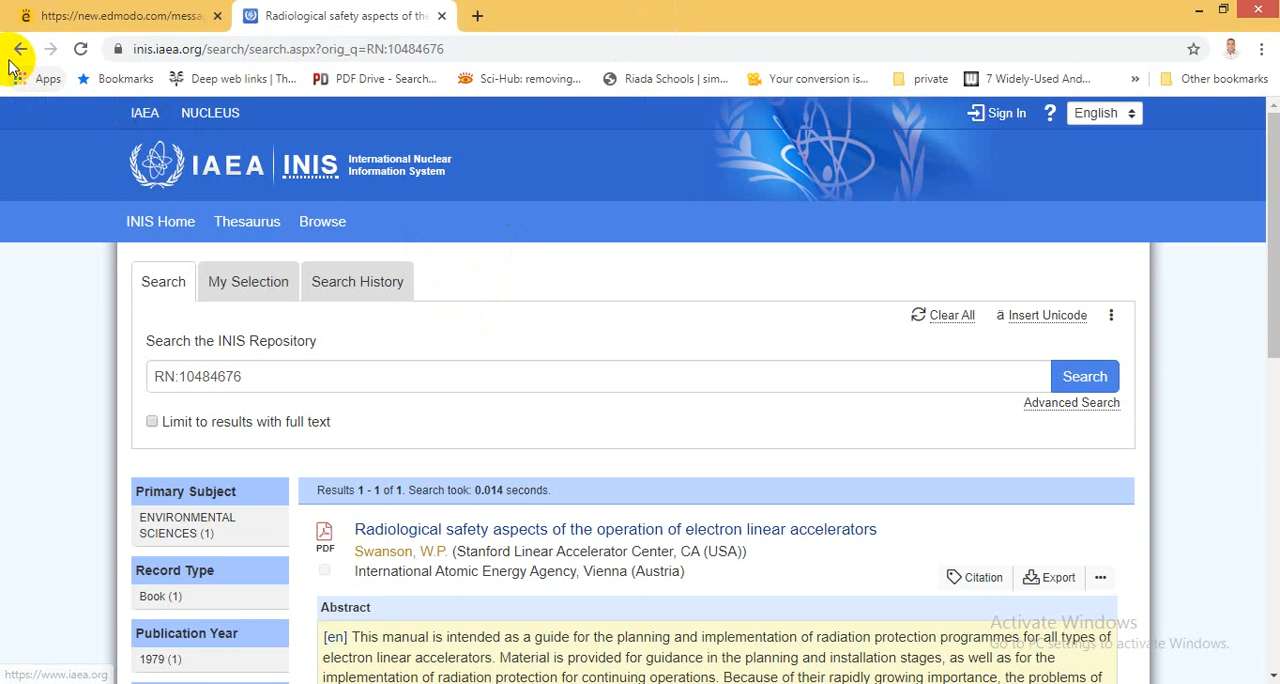 https://new.edmodo.com/messa
Radiological safety aspects of the
inis.iaea.org/search/search.aspx?orig_q=RN:10484676
Apps
Bookmarks
Deep web links | Th...
PDF Drive - Search...
Sci-Hub: removing...
Riada Schools | sim...
Your conversion is...
private
7 Widely-Used And...
»
Other bookmarks
IAEA NUCLEUS
Sign In ? English
IAEA INIS International Nuclear
Information System
INIS Home Thesaurus Browse
Search My Selection Search History
Clear All ä Insert Unicode
Search the INIS Repository
RN:10484676 Search
Advanced Search
Limit to results with full text
Primary Subject
ENVIRONMENTAL
SCIENCES (1)
Record Type
Book (1)
Publication Year
1979 (1)
Results 1 - 1 of 1. Search took: 0.014 seconds.
PDF
Radiological safety aspects of the operation of electron linear accelerators
Swanson, W.P. (Stanford Linear Accelerator Center, CA (USA))
International Atomic Energy Agency, Vienna (Austria)
Citation Export
Abstract
[en] This manual is intended as a guide for the planning and implementation of radiation protection programmes for all types of
electron linear accelerators. Material is provided for guidance in the planning and installation stages, as well as for the
implementation of radiation protection for continuing operations. Because of their rapidly growing importance, the problems of
Activate Windows
Go to PC settings to activate Windows.
https://www.iaea.org